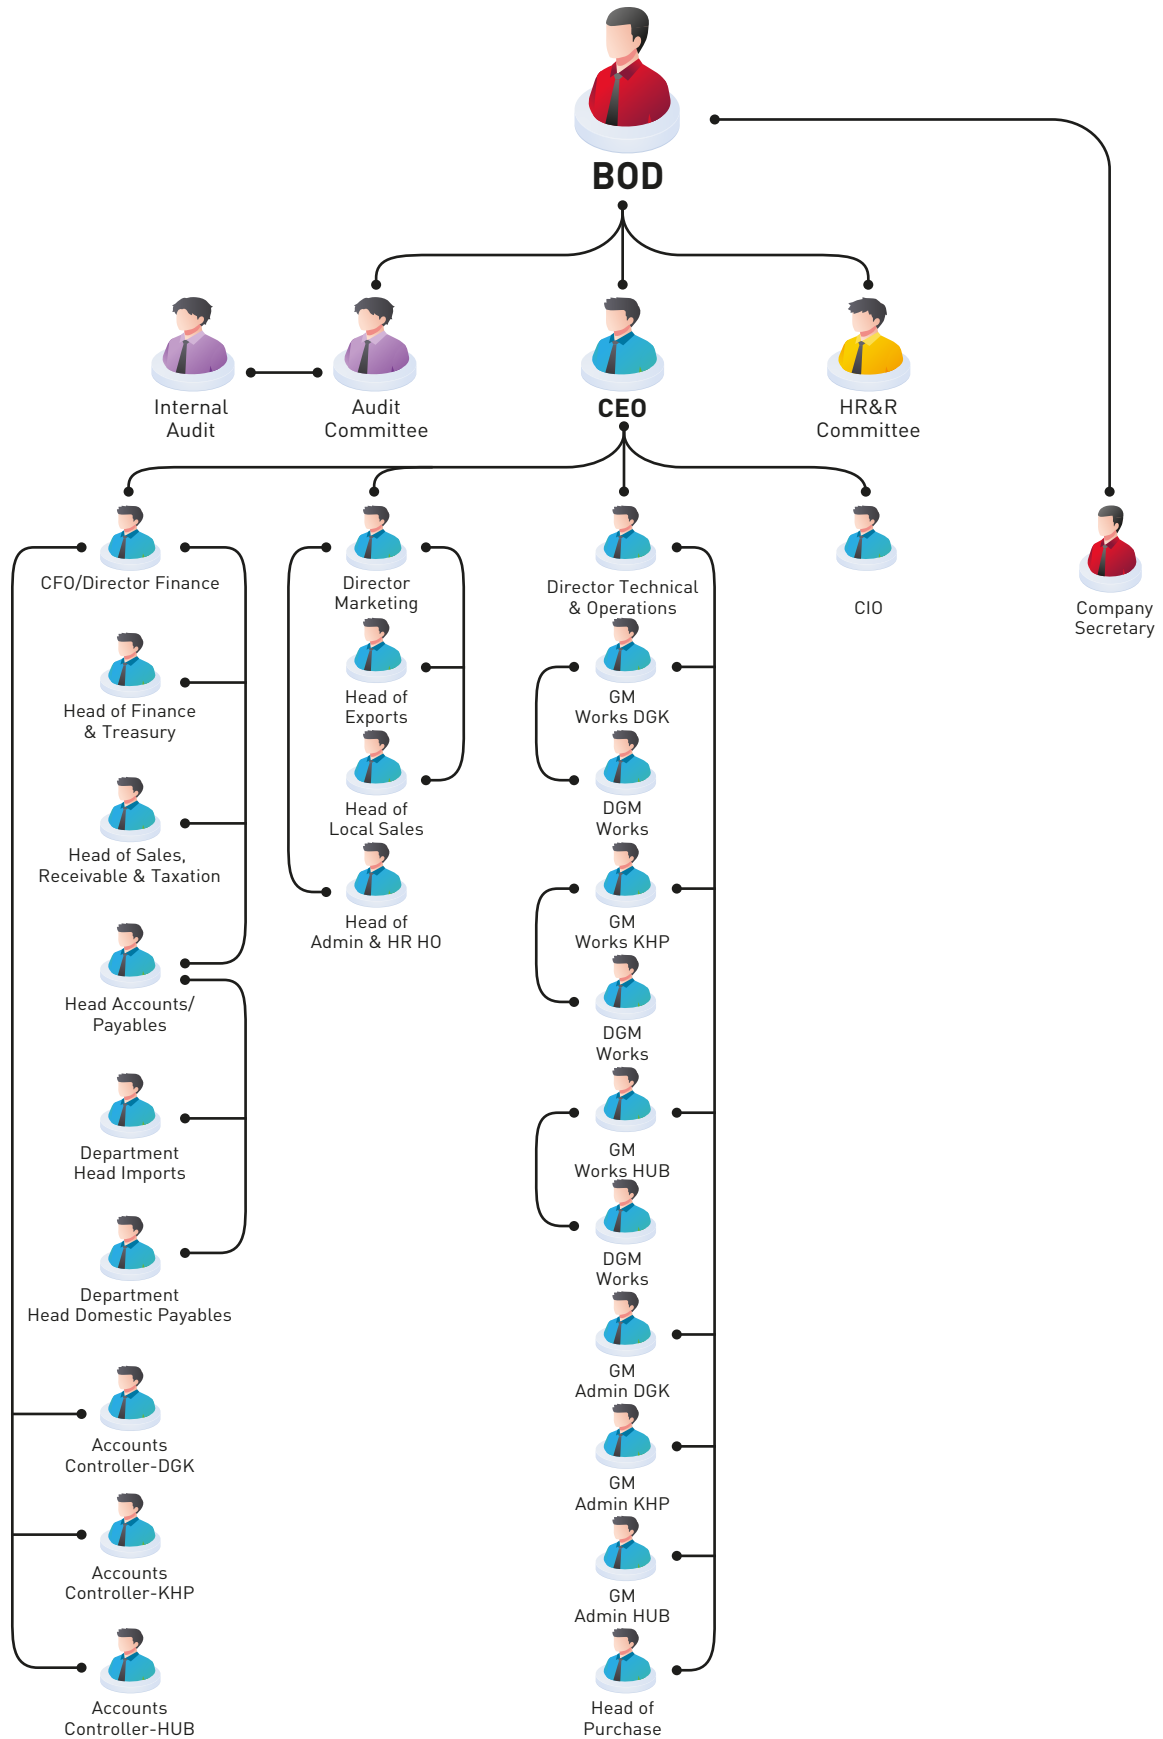 BOD
Internal
Audit
Audit
Committee
CEO
HR&R
Committee
CFO/Director Finance
Head of Finance
& Treasury
Head of Sales,
Receivable & Taxation
Head Accounts/
Payables
Department
Head Imports
Department
Head Domestic Payables
Accounts
Controller-DGK
Accounts
Controller-KHP
Accounts
Controller-HUB
Director
Marketing
Head of
Exports
Head of
Local Sales
Head of
Admin & HR HO
Director Technical
& Operations
GM
Works DGK
DGM
Works
GM
Works KHP
DGM
Works
GM
Works HUB
DGM
Works
GM
Admin DGK
GM
Admin KHP
GM
Admin HUB
Head of
Purchase
CIO
Company
Secretary